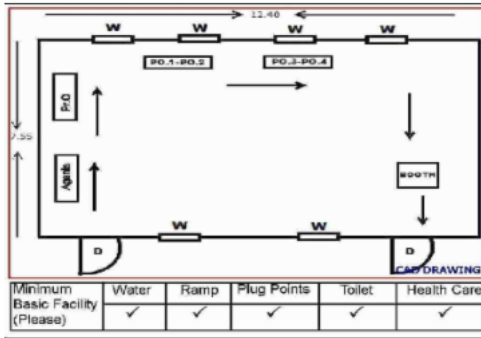 12.40
W W W W
PO.1-PO.2 PO.3-PO.4
Pr.O
7.55
Agents
BOOTH
W W
D D
CAD DRAWING
Minimum Basic Facility (Please) Water Ramp Plug Points Toilet Health Care
✓ ✓ ✓ ✓ ✓